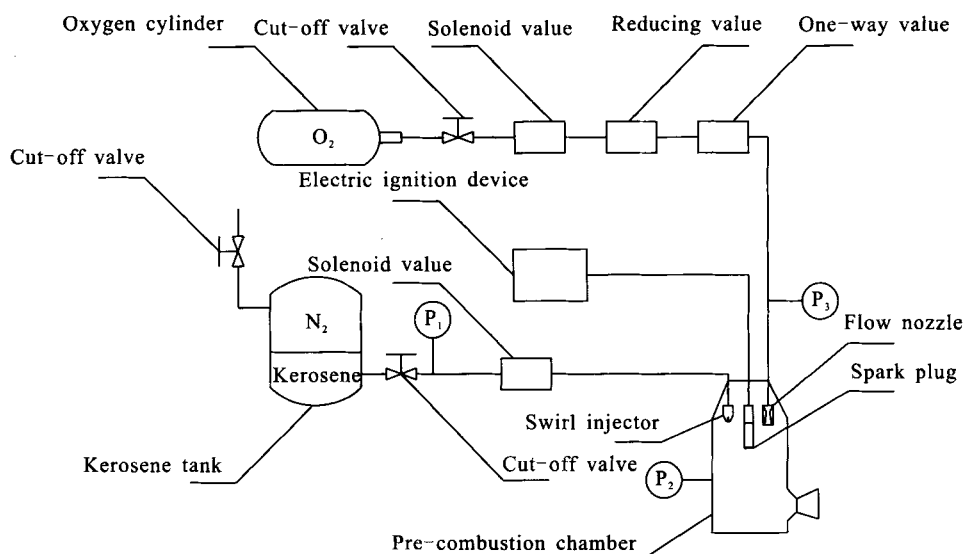 Oxygen cylinder
Cut-off valve
Solenoid value
Reducing value
One-way value
O2
Cut-off valve
Electric ignition device
Solenoid value
N2
P1
P3
Flow nozzle
Kerosene
Spark plug
Swirl injector
Kerosene tank
Cut-off valve
P2
Pre-combustion chamber